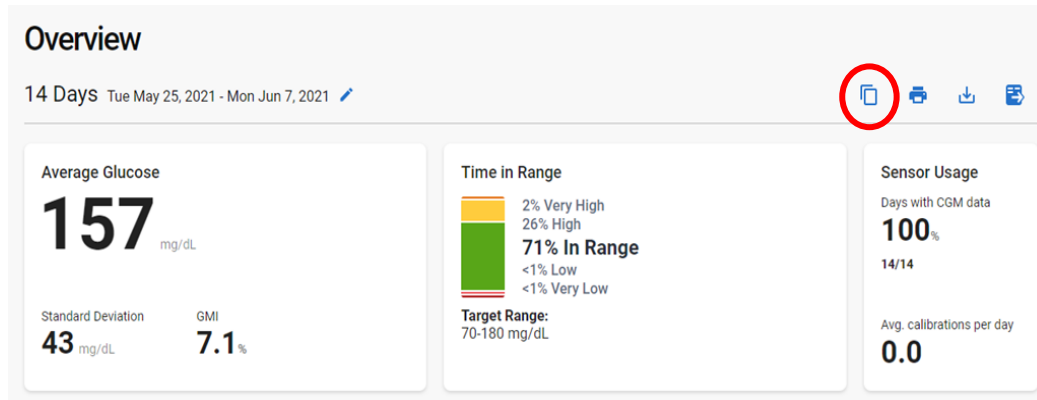 Overview
14 Days Tue May 25, 2021 - Mon Jun 7, 2021
Average Glucose
157 mg/dL
Standard Deviation
43 mg/dL
GMI
7.1%
Time in Range
2% Very High
26% High
71% In Range
<1% Low
<1% Very Low
Target Range:
70-180 mg/dL
Sensor Usage
Days with CGM data
100%
14/14
Avg. calibrations per day
0.0